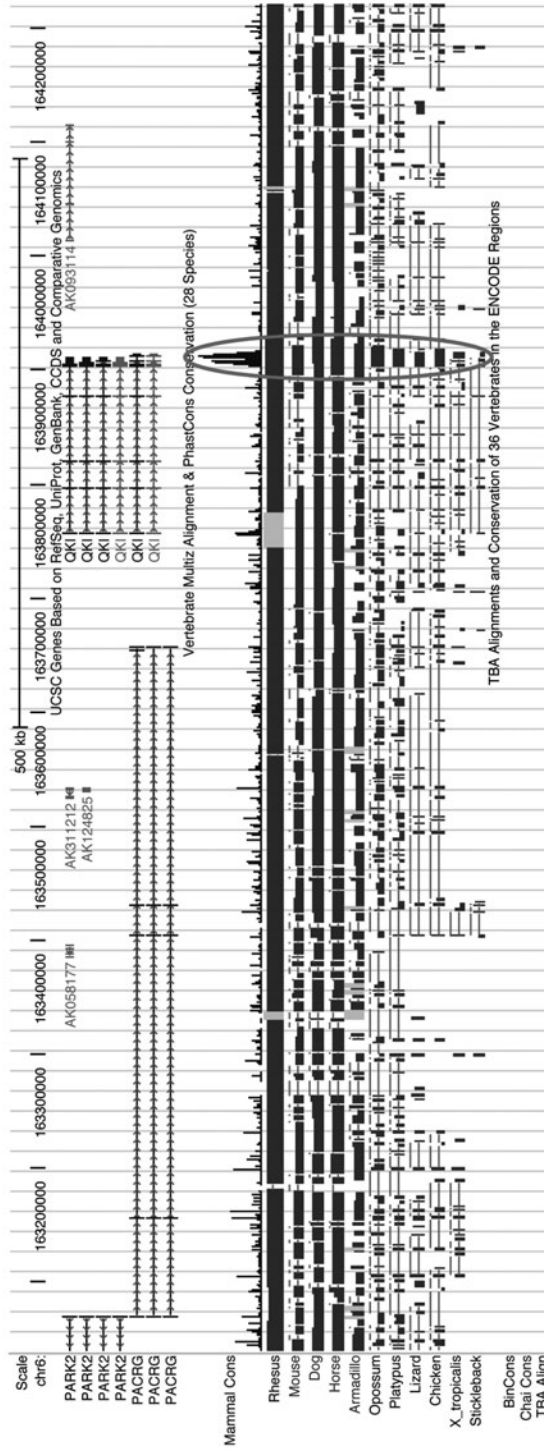 Scale 500 kb
chr6: 163200000 163300000 163400000 163500000 163600000 163700000 163800000 163900000 164000000 164100000 164200000
UCSC Genes Based on RefSeq, UniProt, GenBank, CCDS and Comparative Genomics
PARK2 AK058177 AK311212 QKI AK093114
PARK2 AK124825 QKI
PARK2 QKI
PARK2 QKI
PACRG QKI
PACRG QKI
PACRG
Vertebrate Multiz Alignment & PhastCons Conservation (28 Species)
Mammal Cons
Rhesus
Mouse
Dog
Horse
Armadillo
Opossum
Platypus
Lizard
Chicken
X_tropicalis
Stickleback
TBA Alignments and Conservation of 36 Vertebrates in the ENCODE Regions
BinCons
Chai Cons
TBA Align